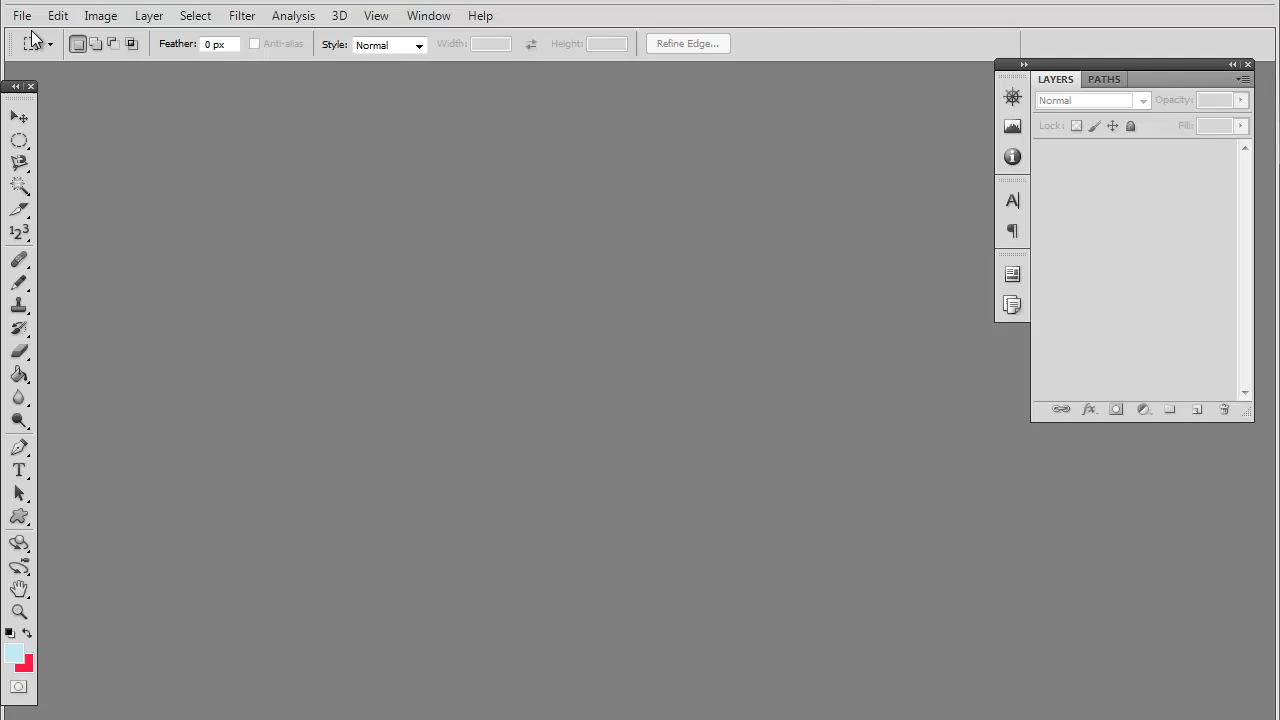 File Edit Image Layer Select Filter Analysis 3D View Window Help
Feather: 0 px Anti-alias Style: Normal Width: Height: Refine Edge...
LAYERS PATHS
Normal Opacity:
Lock: Fill: